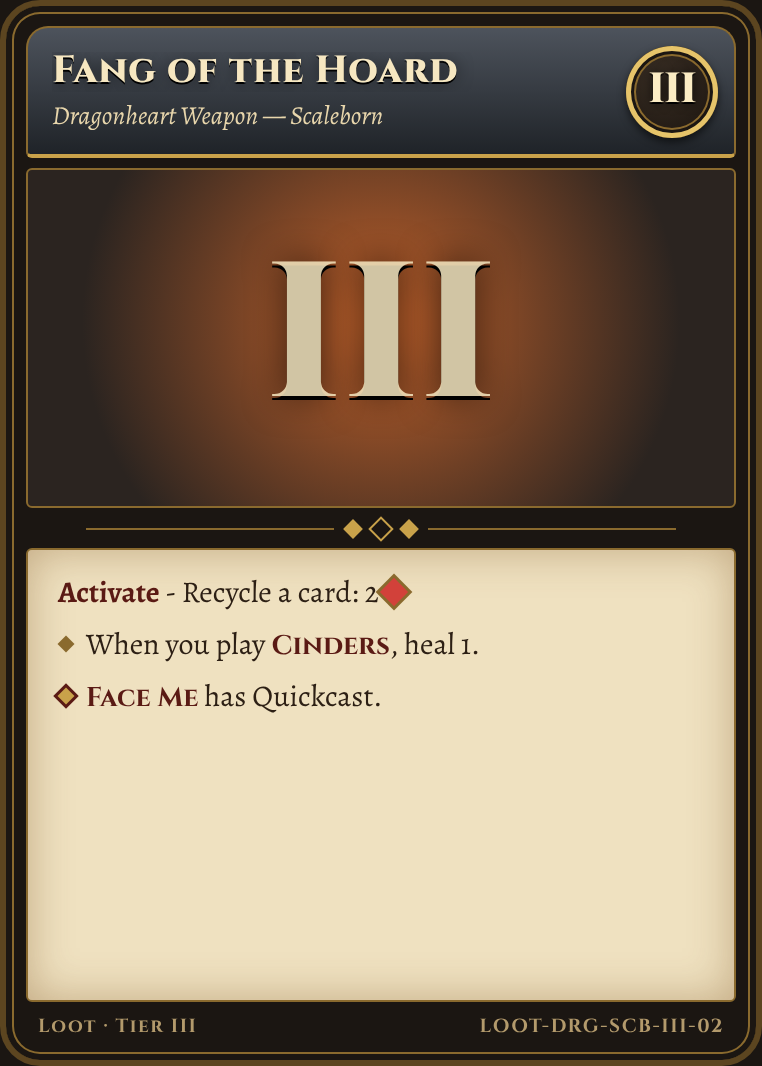 Fang of the Hoard
Dragonheart Weapon — Scaleborn
III
III
Activate - Recycle a card: 2
When you play Cinders, heal 1.
Face Me has Quickcast.
Loot · Tier III
LOOT-DRG-SCB-III-02